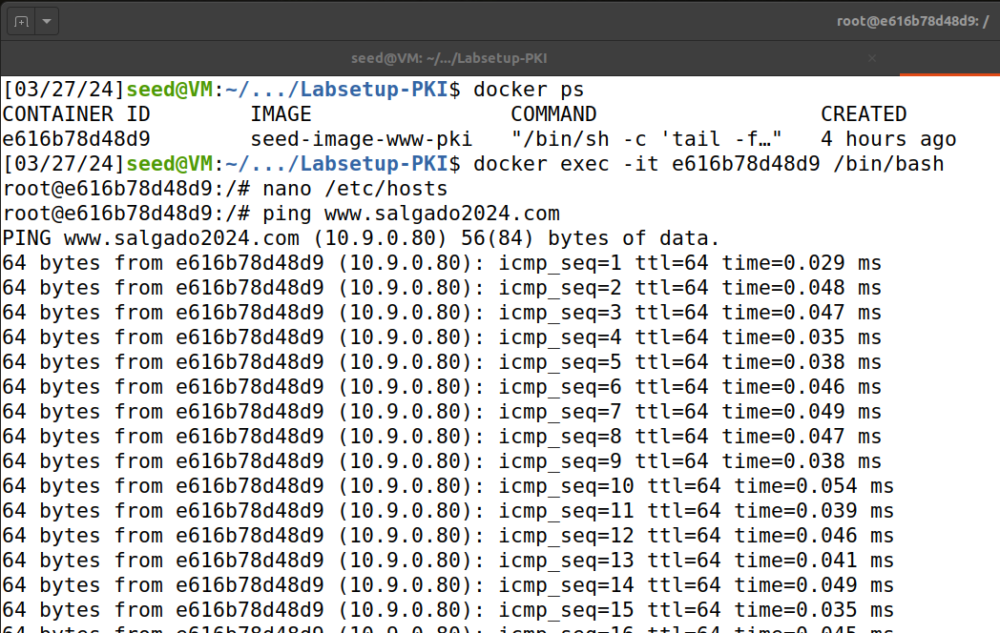 root@e616b78d48d9: /
seed@VM: ~/.../Labsetup-PKI ×
[03/27/24]seed@VM:~/.../Labsetup-PKI$ docker ps
CONTAINER ID        IMAGE                COMMAND                  CREATED
e616b78d48d9        seed-image-www-pki   "/bin/sh -c 'tail -f…"   4 hours ago
[03/27/24]seed@VM:~/.../Labsetup-PKI$ docker exec -it e616b78d48d9 /bin/bash
root@e616b78d48d9:/# nano /etc/hosts
root@e616b78d48d9:/# ping www.salgado2024.com
PING www.salgado2024.com (10.9.0.80) 56(84) bytes of data.
64 bytes from e616b78d48d9 (10.9.0.80): icmp_seq=1 ttl=64 time=0.029 ms
64 bytes from e616b78d48d9 (10.9.0.80): icmp_seq=2 ttl=64 time=0.048 ms
64 bytes from e616b78d48d9 (10.9.0.80): icmp_seq=3 ttl=64 time=0.047 ms
64 bytes from e616b78d48d9 (10.9.0.80): icmp_seq=4 ttl=64 time=0.035 ms
64 bytes from e616b78d48d9 (10.9.0.80): icmp_seq=5 ttl=64 time=0.038 ms
64 bytes from e616b78d48d9 (10.9.0.80): icmp_seq=6 ttl=64 time=0.046 ms
64 bytes from e616b78d48d9 (10.9.0.80): icmp_seq=7 ttl=64 time=0.049 ms
64 bytes from e616b78d48d9 (10.9.0.80): icmp_seq=8 ttl=64 time=0.047 ms
64 bytes from e616b78d48d9 (10.9.0.80): icmp_seq=9 ttl=64 time=0.038 ms
64 bytes from e616b78d48d9 (10.9.0.80): icmp_seq=10 ttl=64 time=0.054 ms
64 bytes from e616b78d48d9 (10.9.0.80): icmp_seq=11 ttl=64 time=0.039 ms
64 bytes from e616b78d48d9 (10.9.0.80): icmp_seq=12 ttl=64 time=0.046 ms
64 bytes from e616b78d48d9 (10.9.0.80): icmp_seq=13 ttl=64 time=0.041 ms
64 bytes from e616b78d48d9 (10.9.0.80): icmp_seq=14 ttl=64 time=0.049 ms
64 bytes from e616b78d48d9 (10.9.0.80): icmp_seq=15 ttl=64 time=0.035 ms
64 bytes from e616b78d48d9 (10.9.0.80): icmp_seq=16 ttl=64 time=0.045 ms